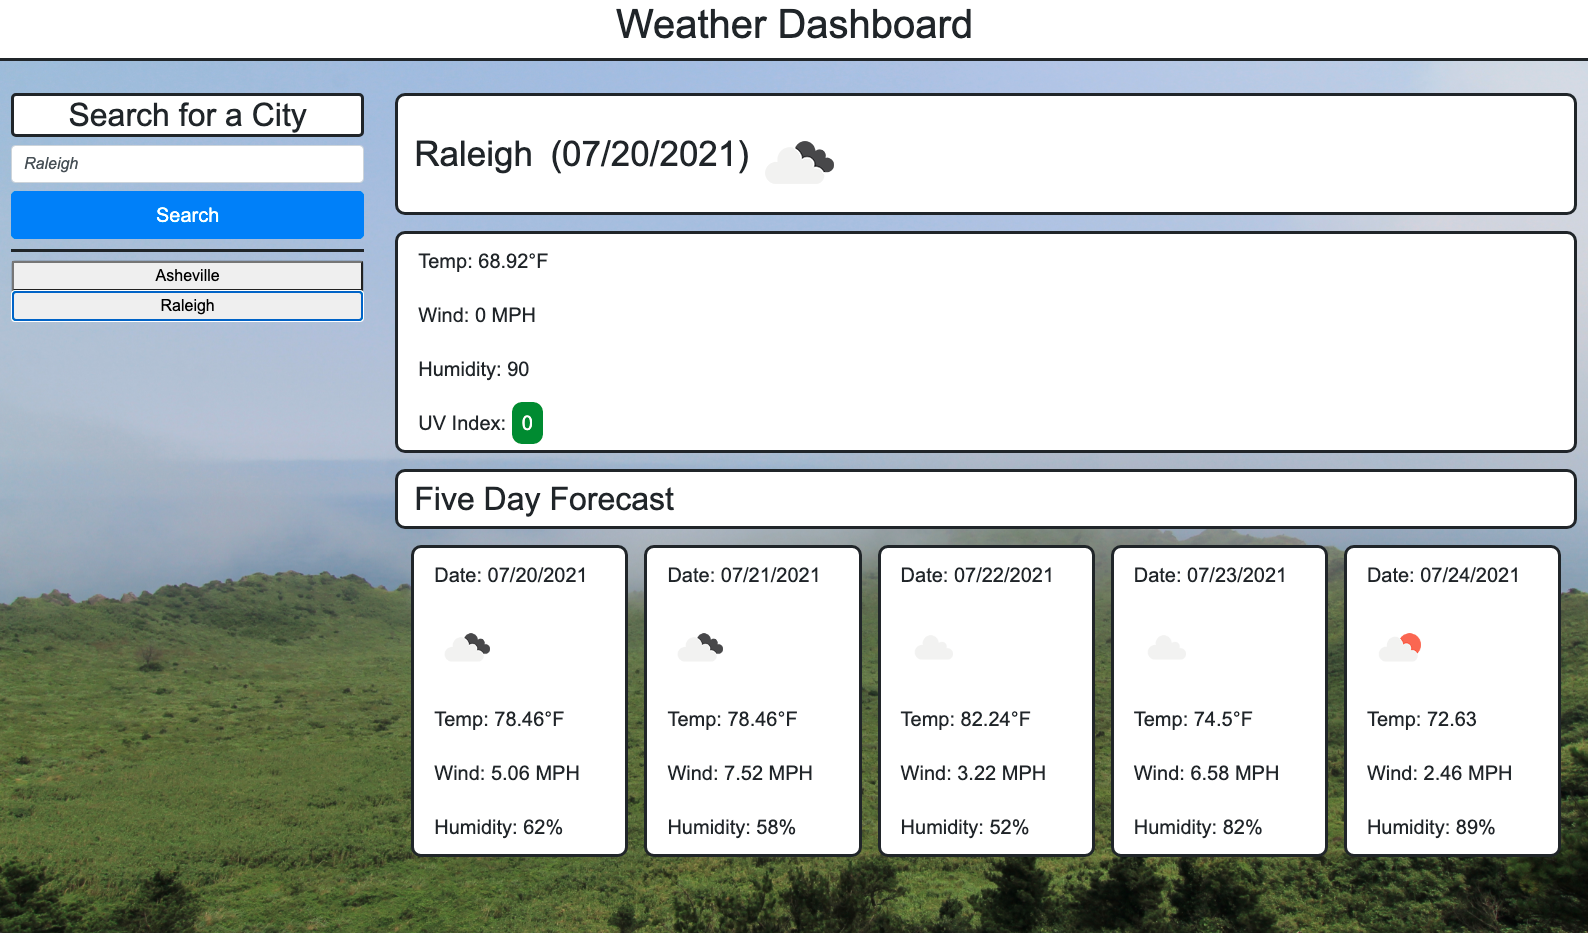 Weather Dashboard
Search for a City
Raleigh
Search
Asheville
Raleigh
Raleigh (07/20/2021)
Temp: 68.92°F
Wind: 0 MPH
Humidity: 90
UV Index: 0
Five Day Forecast
Date: 07/20/2021
Temp: 78.46°F
Wind: 5.06 MPH
Humidity: 62%
Date: 07/21/2021
Temp: 78.46°F
Wind: 7.52 MPH
Humidity: 58%
Date: 07/22/2021
Temp: 82.24°F
Wind: 3.22 MPH
Humidity: 52%
Date: 07/23/2021
Temp: 74.5°F
Wind: 6.58 MPH
Humidity: 82%
Date: 07/24/2021
Temp: 72.63
Wind: 2.46 MPH
Humidity: 89%